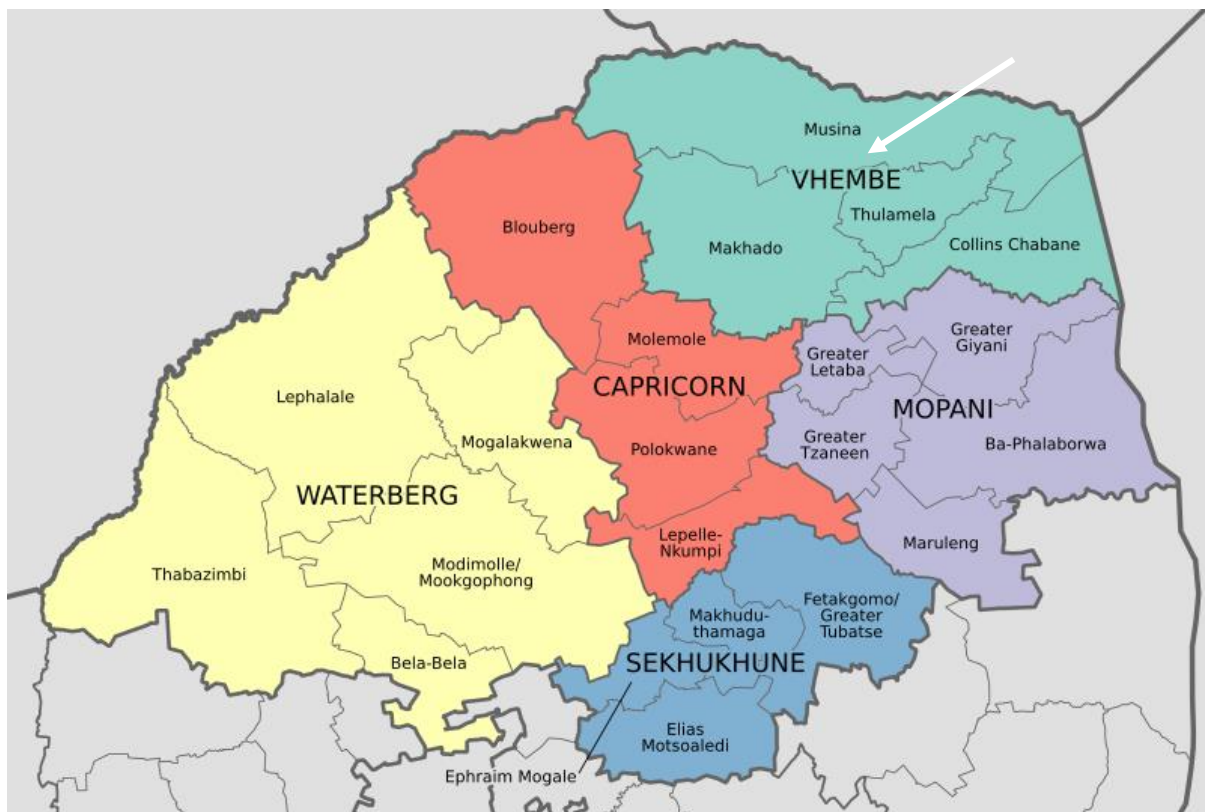 Musina
VHEMBE
Thulamela
Makhado
Collins Chabane
Blouberg
Molemole
CAPRICORN
Polokwane
Lepelle-
Nkumpi
Greater
Letaba
Greater
Giyani
MOPANI
Greater
Tzaneen
Ba-Phalaborwa
Maruleng
Lephalale
Mogalakwena
WATERBERG
Thabazimbi
Modimolle/
Mookgophong
Bela-Bela
Makhudu-
thamaga
Fetakgomo/
Greater
Tubatse
SEKHUKHUNE
Elias
Motsoaledi
Ephraim Mogale